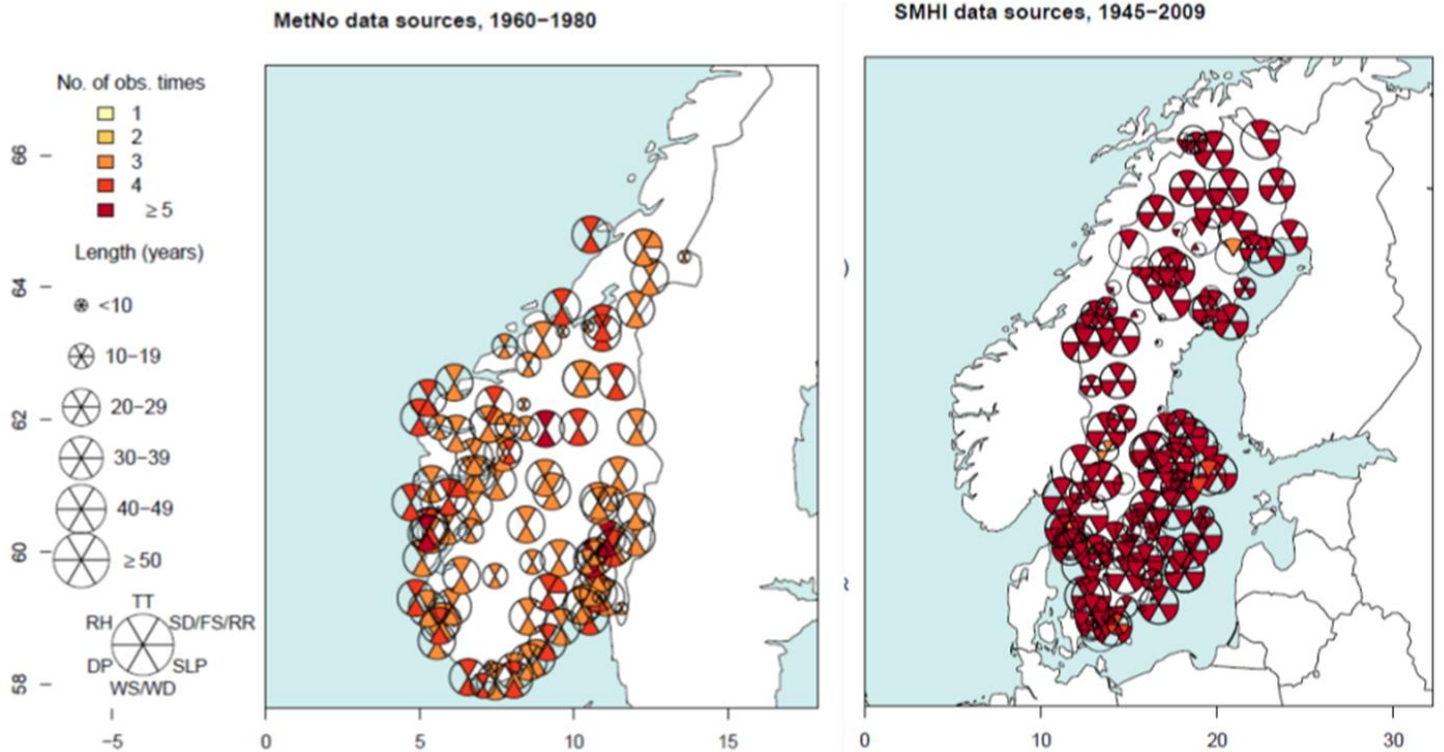 MetNo data sources, 1960−1980
SMHI data sources, 1945−2009
No. of obs. times
1
2
3
4
≥ 5
Length (years)
<10
10−19
20−29
30−39
40−49
≥ 50
TT
RH
SD/FS/RR
DP
SLP
WS/WD
66
64
62
60
58
−5
0
5
10
15
0
10
20
30